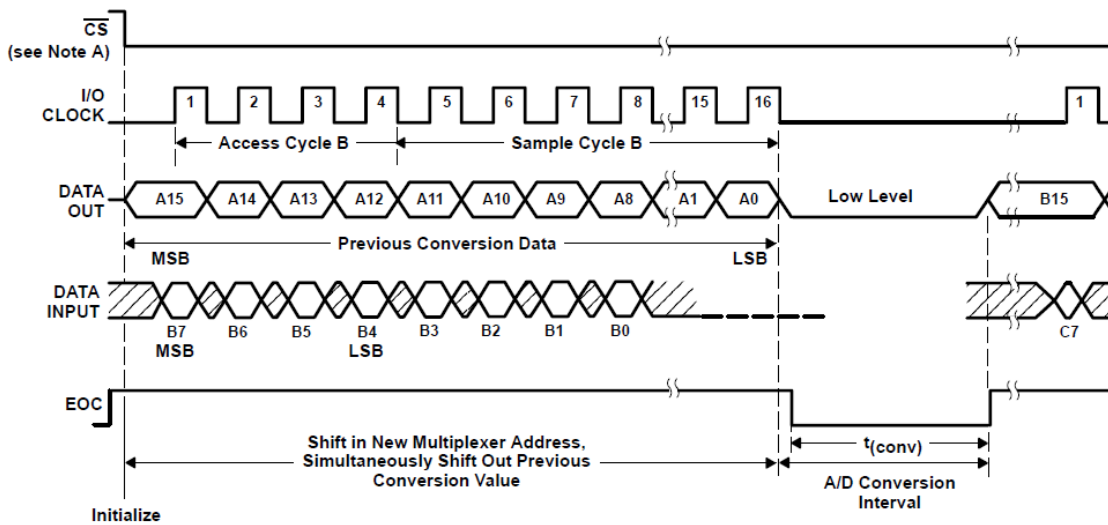 CS
(see Note A)
I/O
CLOCK
1 2 3 4 5 6 7 8 15 16 1
Access Cycle B Sample Cycle B
DATA
OUT
A15 A14 A13 A12 A11 A10 A9 A8 A1 A0 Low Level B15
Previous Conversion Data
MSB LSB
DATA
INPUT
B7 B6 B5 B4 B3 B2 B1 B0 C7
MSB LSB
EOC
Shift in New Multiplexer Address,
Simultaneously Shift Out Previous
Conversion Value
t(conv)
A/D Conversion
Interval
Initialize